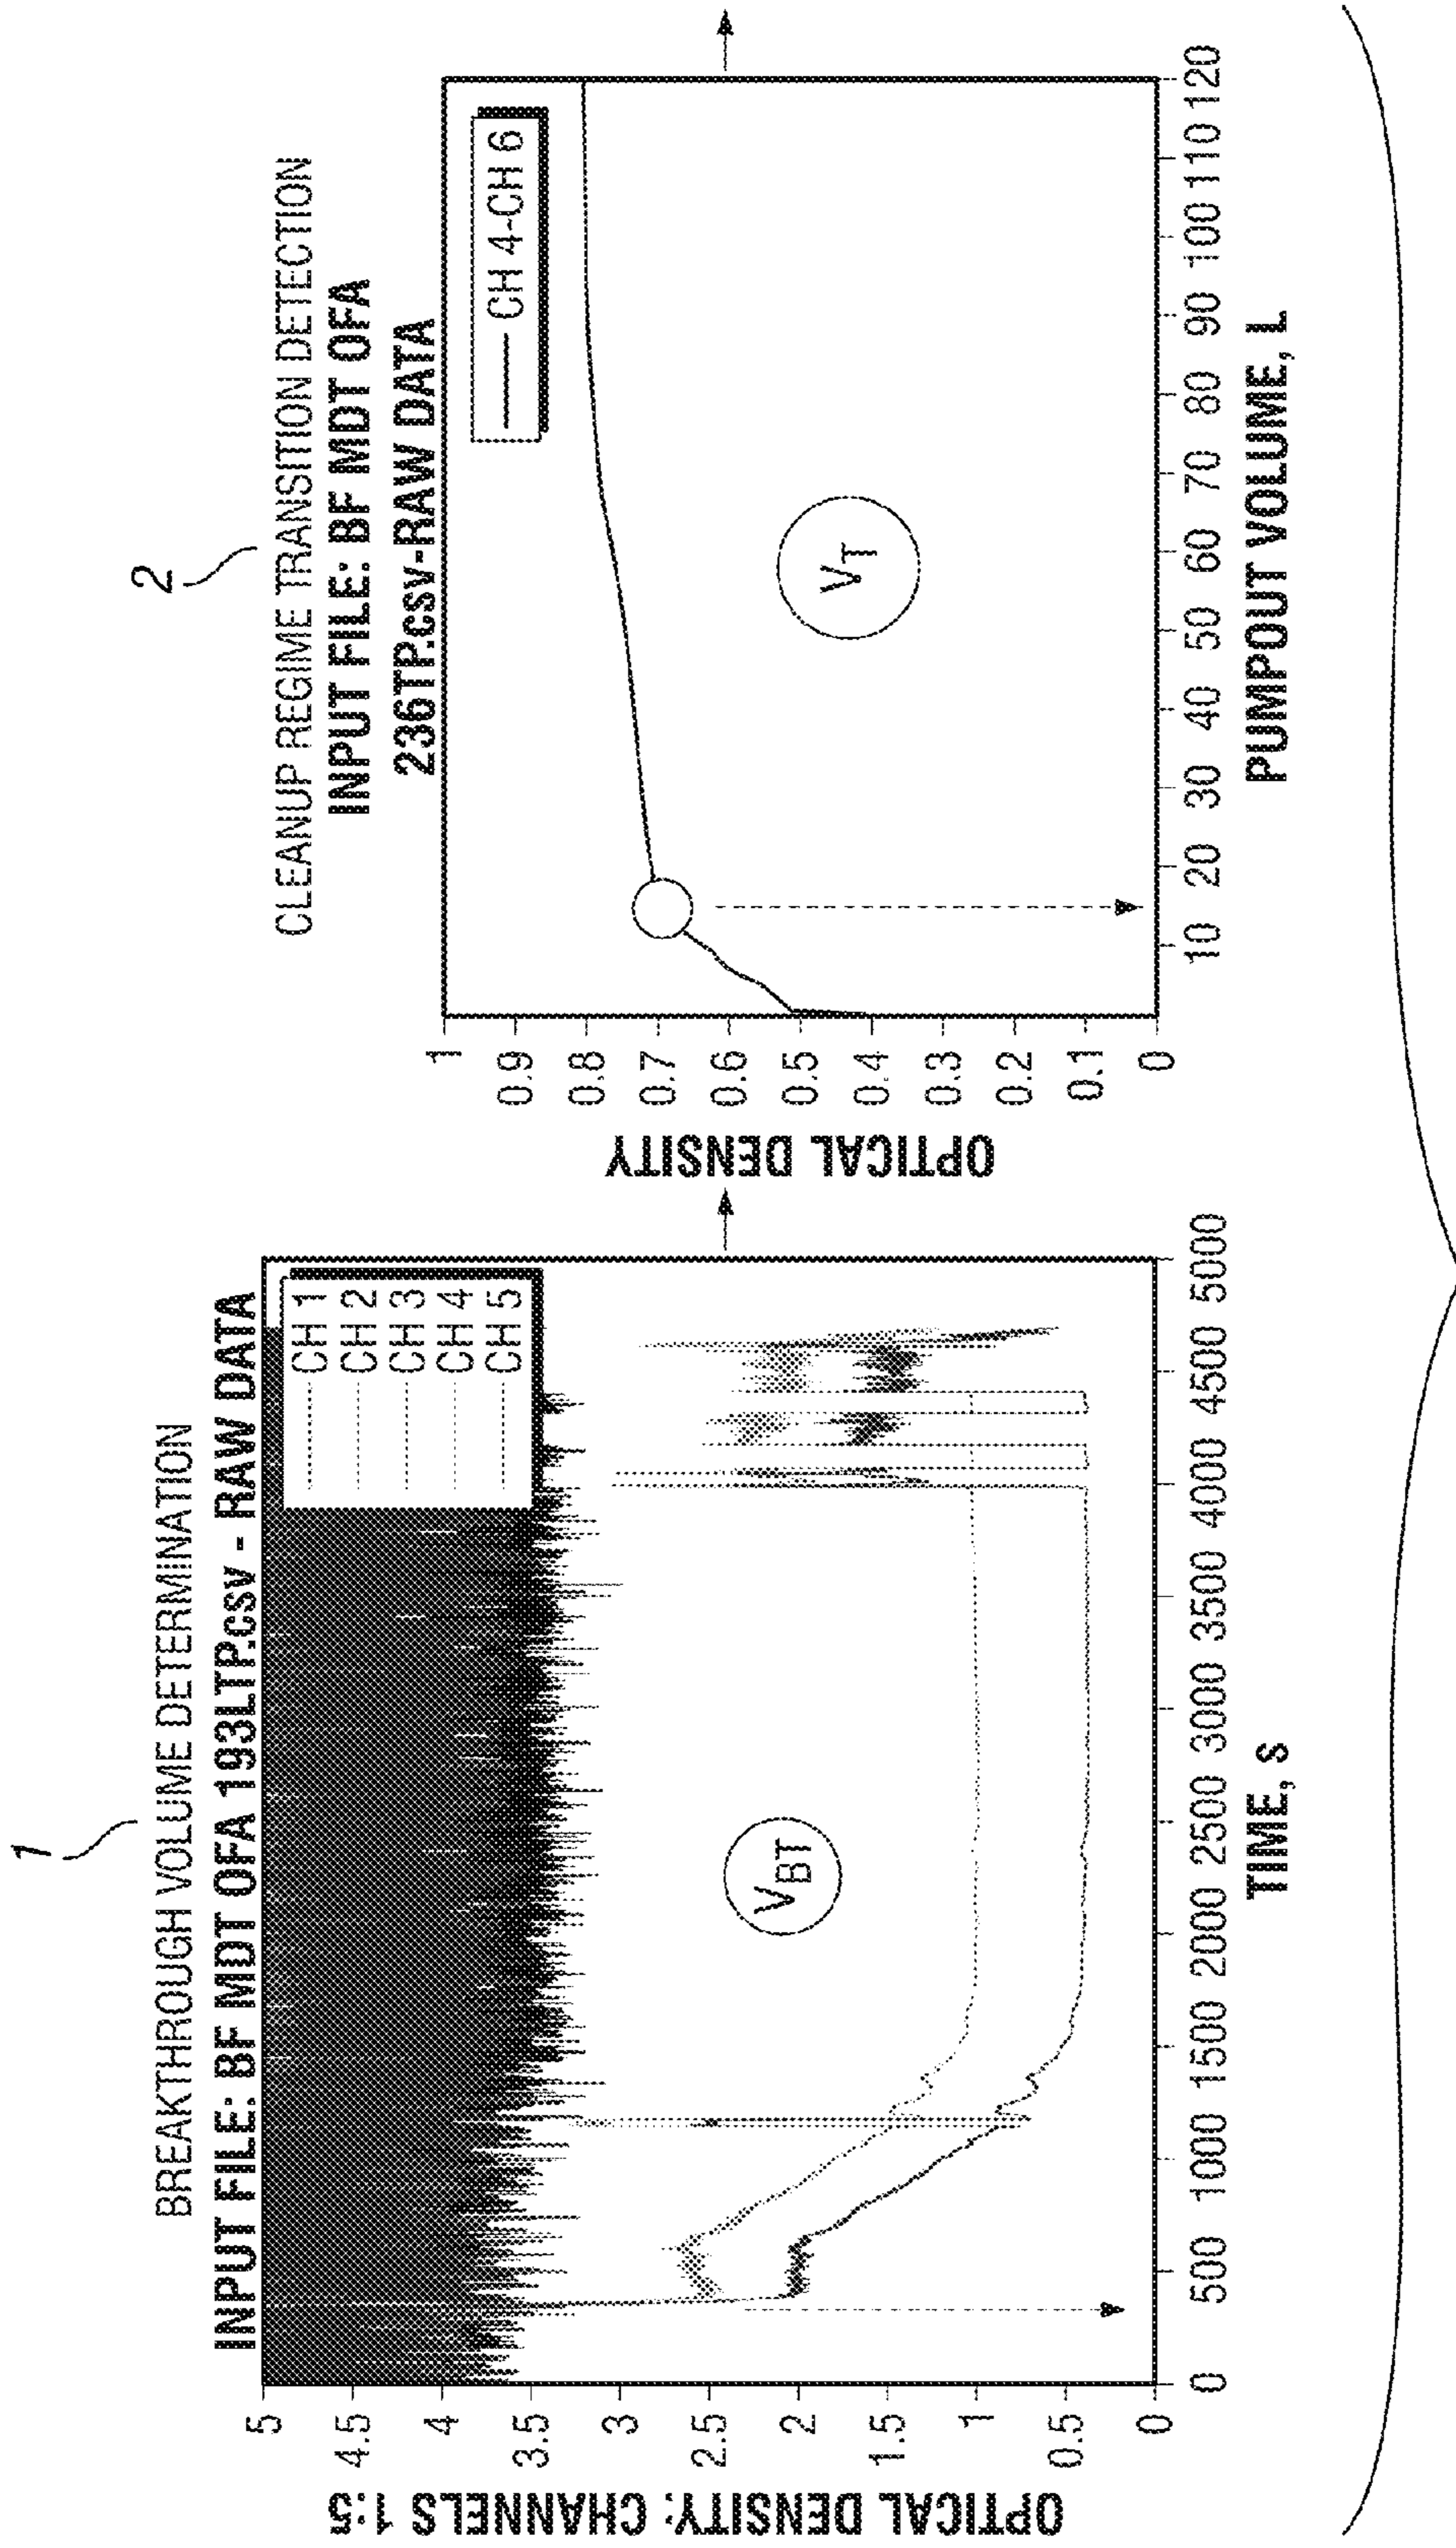 1
BREAKTHROUGH VOLUME DETERMINATION
INPUT FILE: BF MDT OFA 193LTP.csv - RAW DATA
OPTICAL DENSITY: CHANNELS 1:5
5
4.5
4
3.5
3
2.5
2
1.5
1
0.5
0
CH 1
CH 2
CH 3
CH 4
CH 5
VBT
0 500 1000 1500 2000 2500 3000 3500 4000 4500 5000
TIME, s
2
CLEANUP REGIME TRANSITION DETECTION
INPUT FILE: BF MDT OFA
236TP.csv-RAW DATA
OPTICAL DENSITY
1
0.9
0.8
0.7
0.6
0.5
0.4
0.3
0.2
0.1
0
CH 4-CH 6
VT
10 20 30 40 50 60 70 80 90 100 110 120
PUMPOUT VOLUME, L